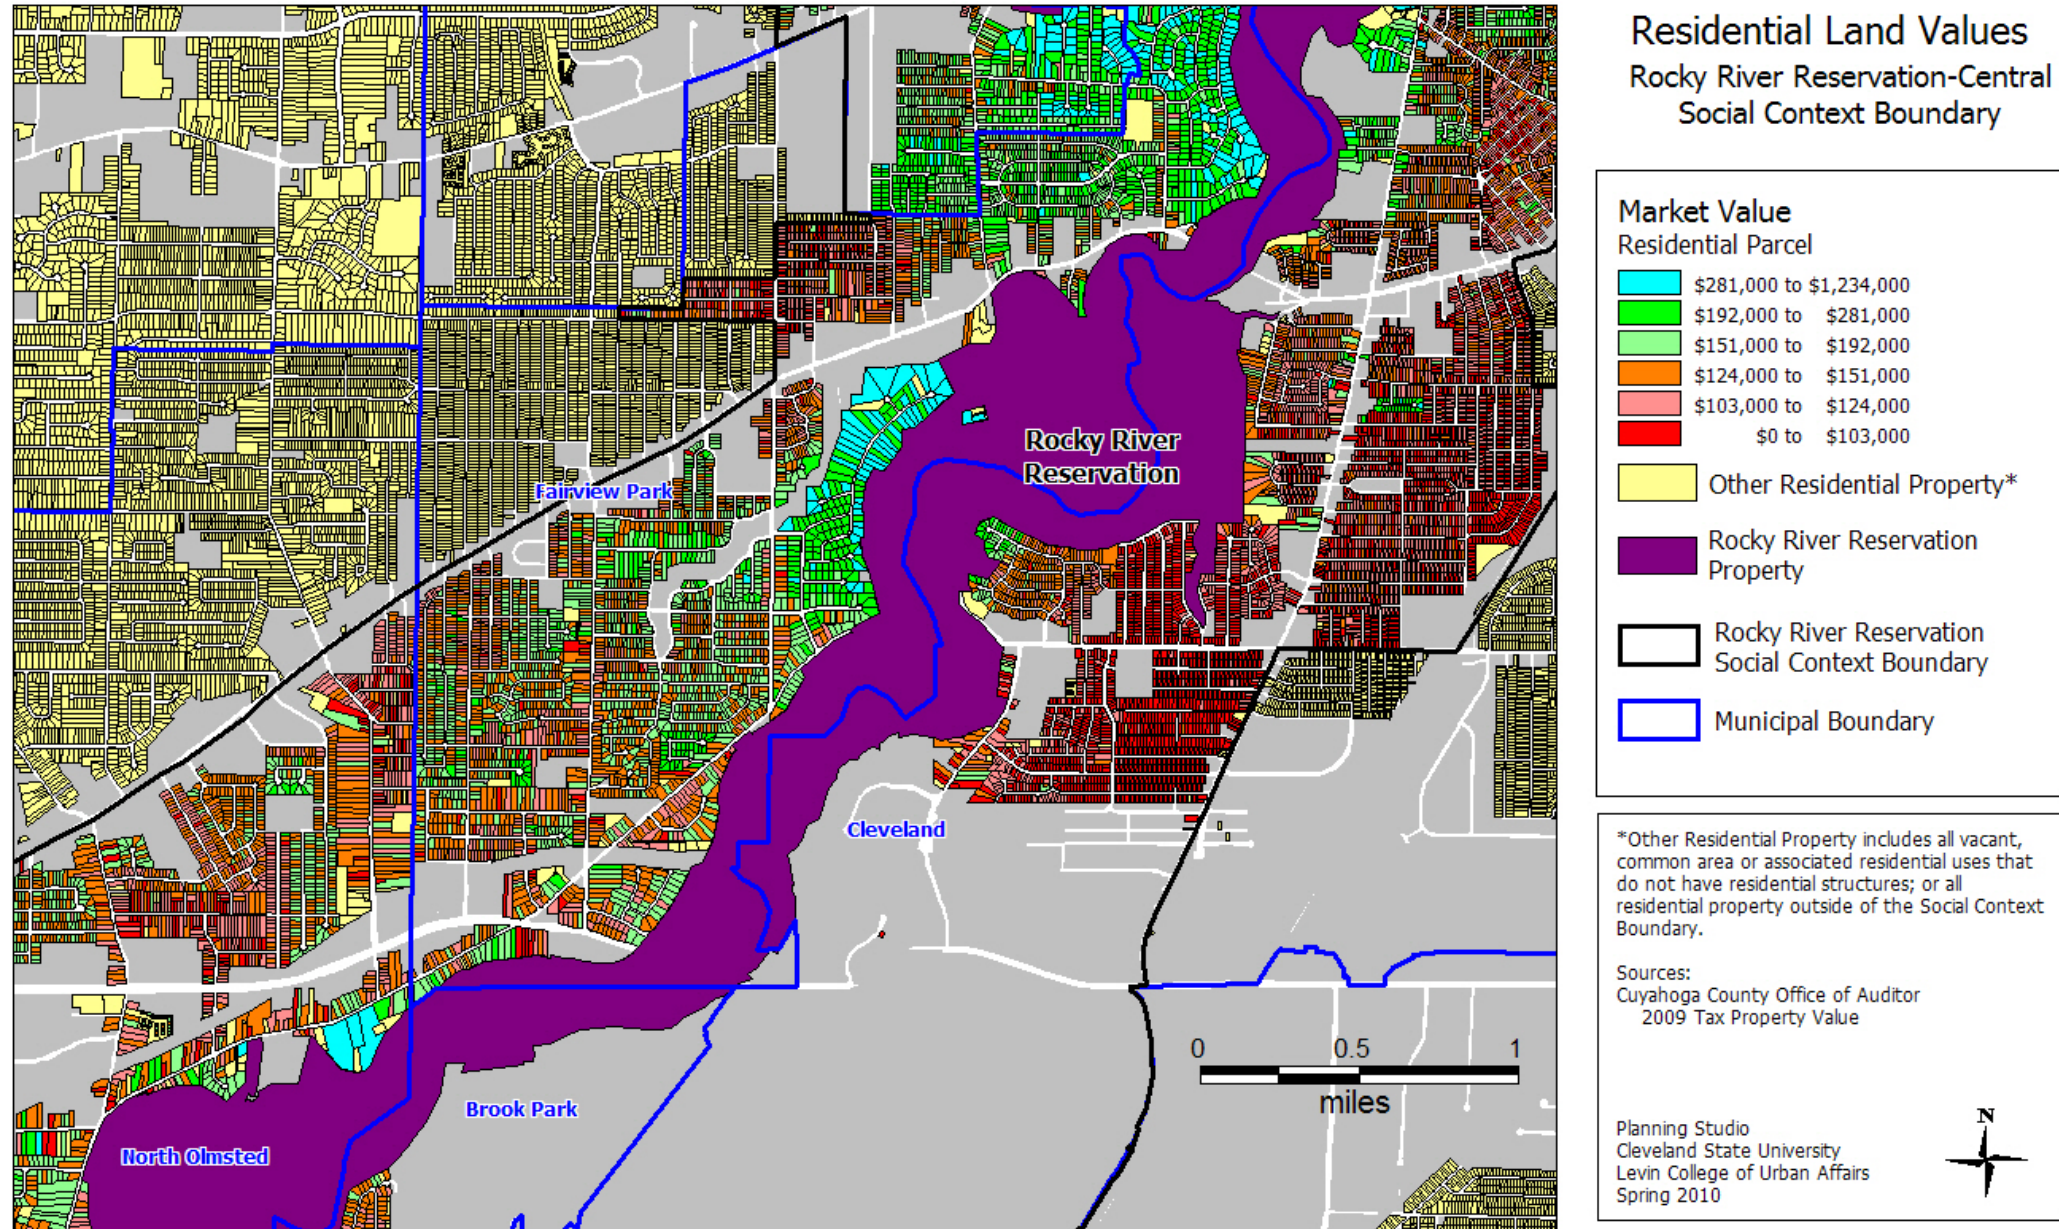 Residential Land Values
Rocky River Reservation-Central
Social Context Boundary
Market Value
Residential Parcel
$281,000 to $1,234,000
$192,000 to $281,000
$151,000 to $192,000
$124,000 to $151,000
$103,000 to $124,000
$0 to $103,000
Other Residential Property*
Rocky River Reservation
Property
Rocky River Reservation
Social Context Boundary
Municipal Boundary
*Other Residential Property includes all vacant,
common area or associated residential uses that
do not have residential structures; or all
residential property outside of the Social Context
Boundary.
Sources:
Cuyahoga County Office of Auditor
2009 Tax Property Value
Planning Studio
Cleveland State University
Levin College of Urban Affairs
Spring 2010
N
Rocky River
Reservation
Fairview Park
Cleveland
Brook Park
North Olmsted
0 0.5 1
miles